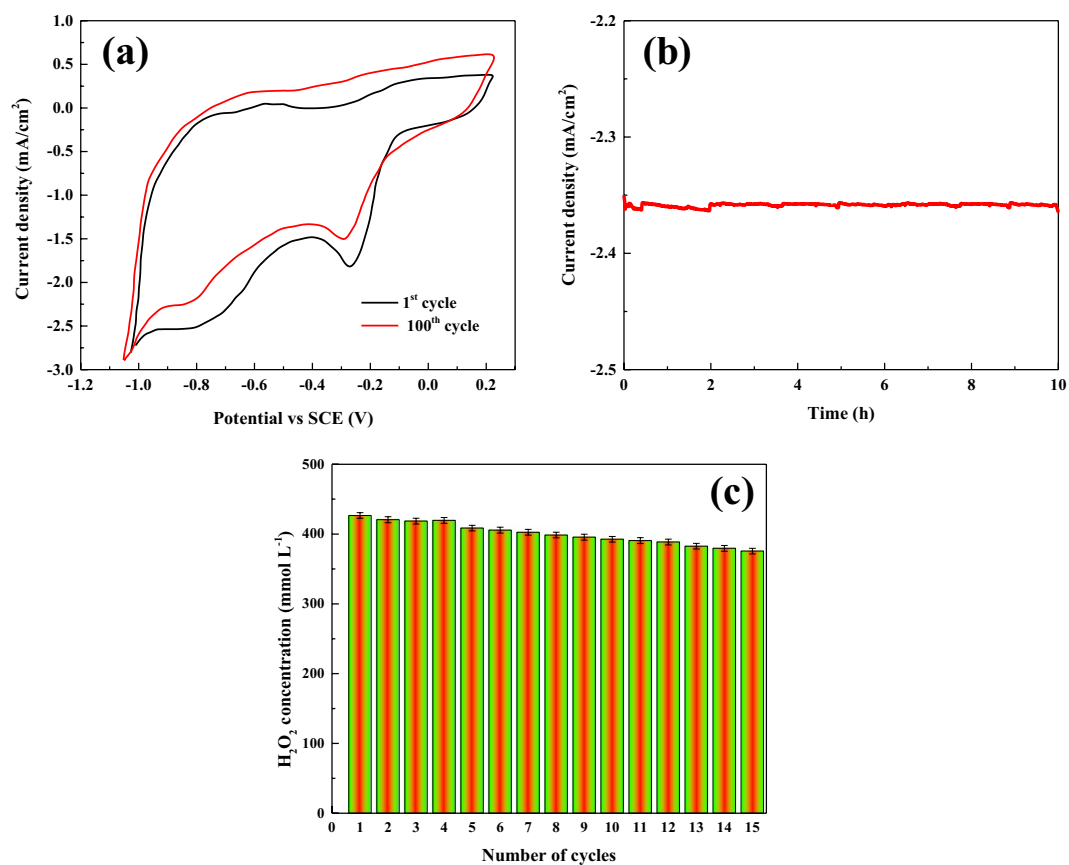 (a)
1.0
0.5
0.0
-0.5
-1.0
-1.5
-2.0
-2.5
-3.0
Current density (mA/cm²)
1st cycle
100th cycle
-1.2 -1.0 -0.8 -0.6 -0.4 -0.2 0.0 0.2
Potential vs SCE (V)
(b)
-2.2
-2.3
-2.4
-2.5
Current density (mA/cm²)
0 2 4 6 8 10
Time (h)
(c)
500
400
300
200
100
0
H₂O₂ concentration (mmol L⁻¹)
0 1 2 3 4 5 6 7 8 9 10 11 12 13 14 15
Number of cycles